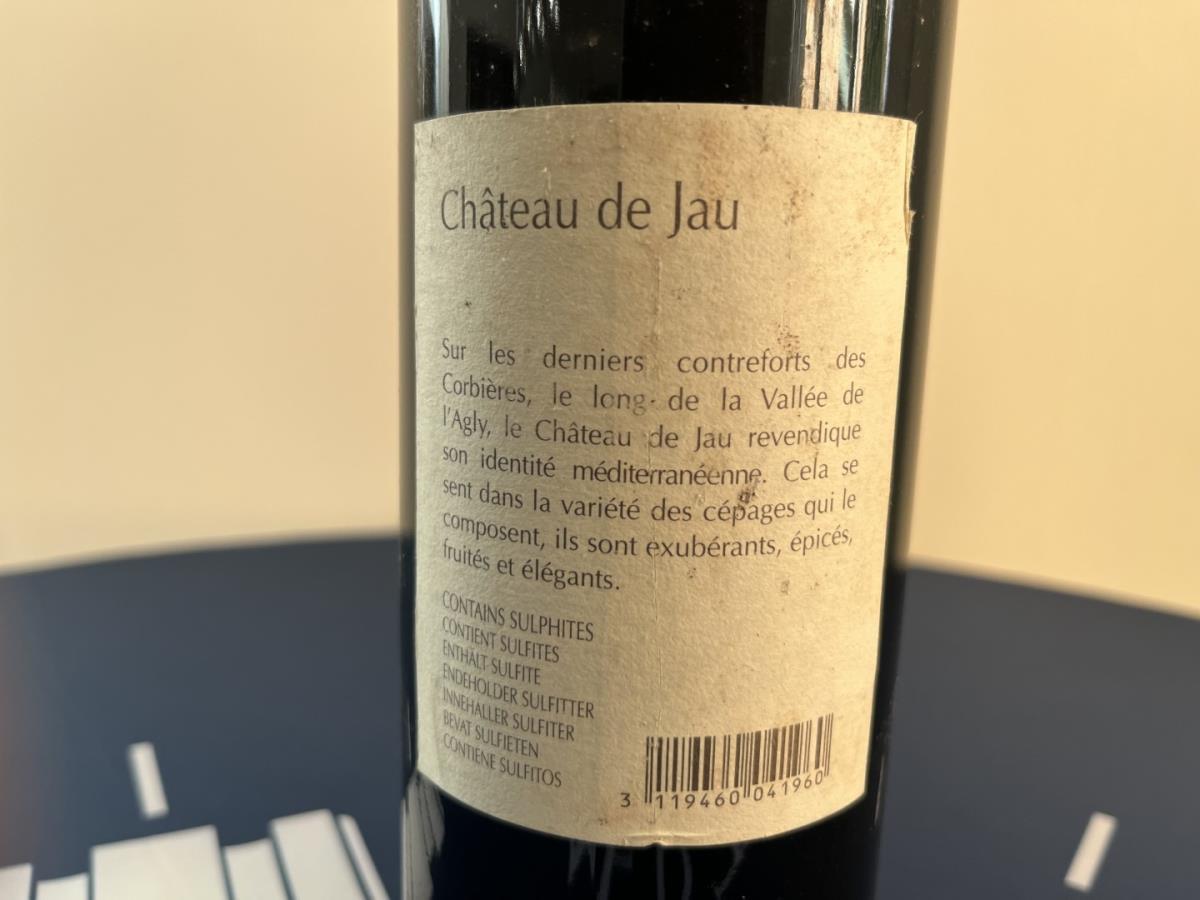 Château de Jau
Sur les derniers contreforts des
Corbières, le long de la Vallée de
l'Agly, le Château de Jau revendique
son identité méditerranéenne. Cela se
sent dans la variété des cépages qui le
composent, ils sont exubérants, épicés,
fruités et élégants.
CONTAINS SULPHITES
CONTIENT SULFITES
ENTHÄLT SULFITE
ENDEHOLDER SULFITTER
INNEHALLER SULFITER
BEVAT SULFIETEN
CONTIENE SULFITOS
3 119460 041960